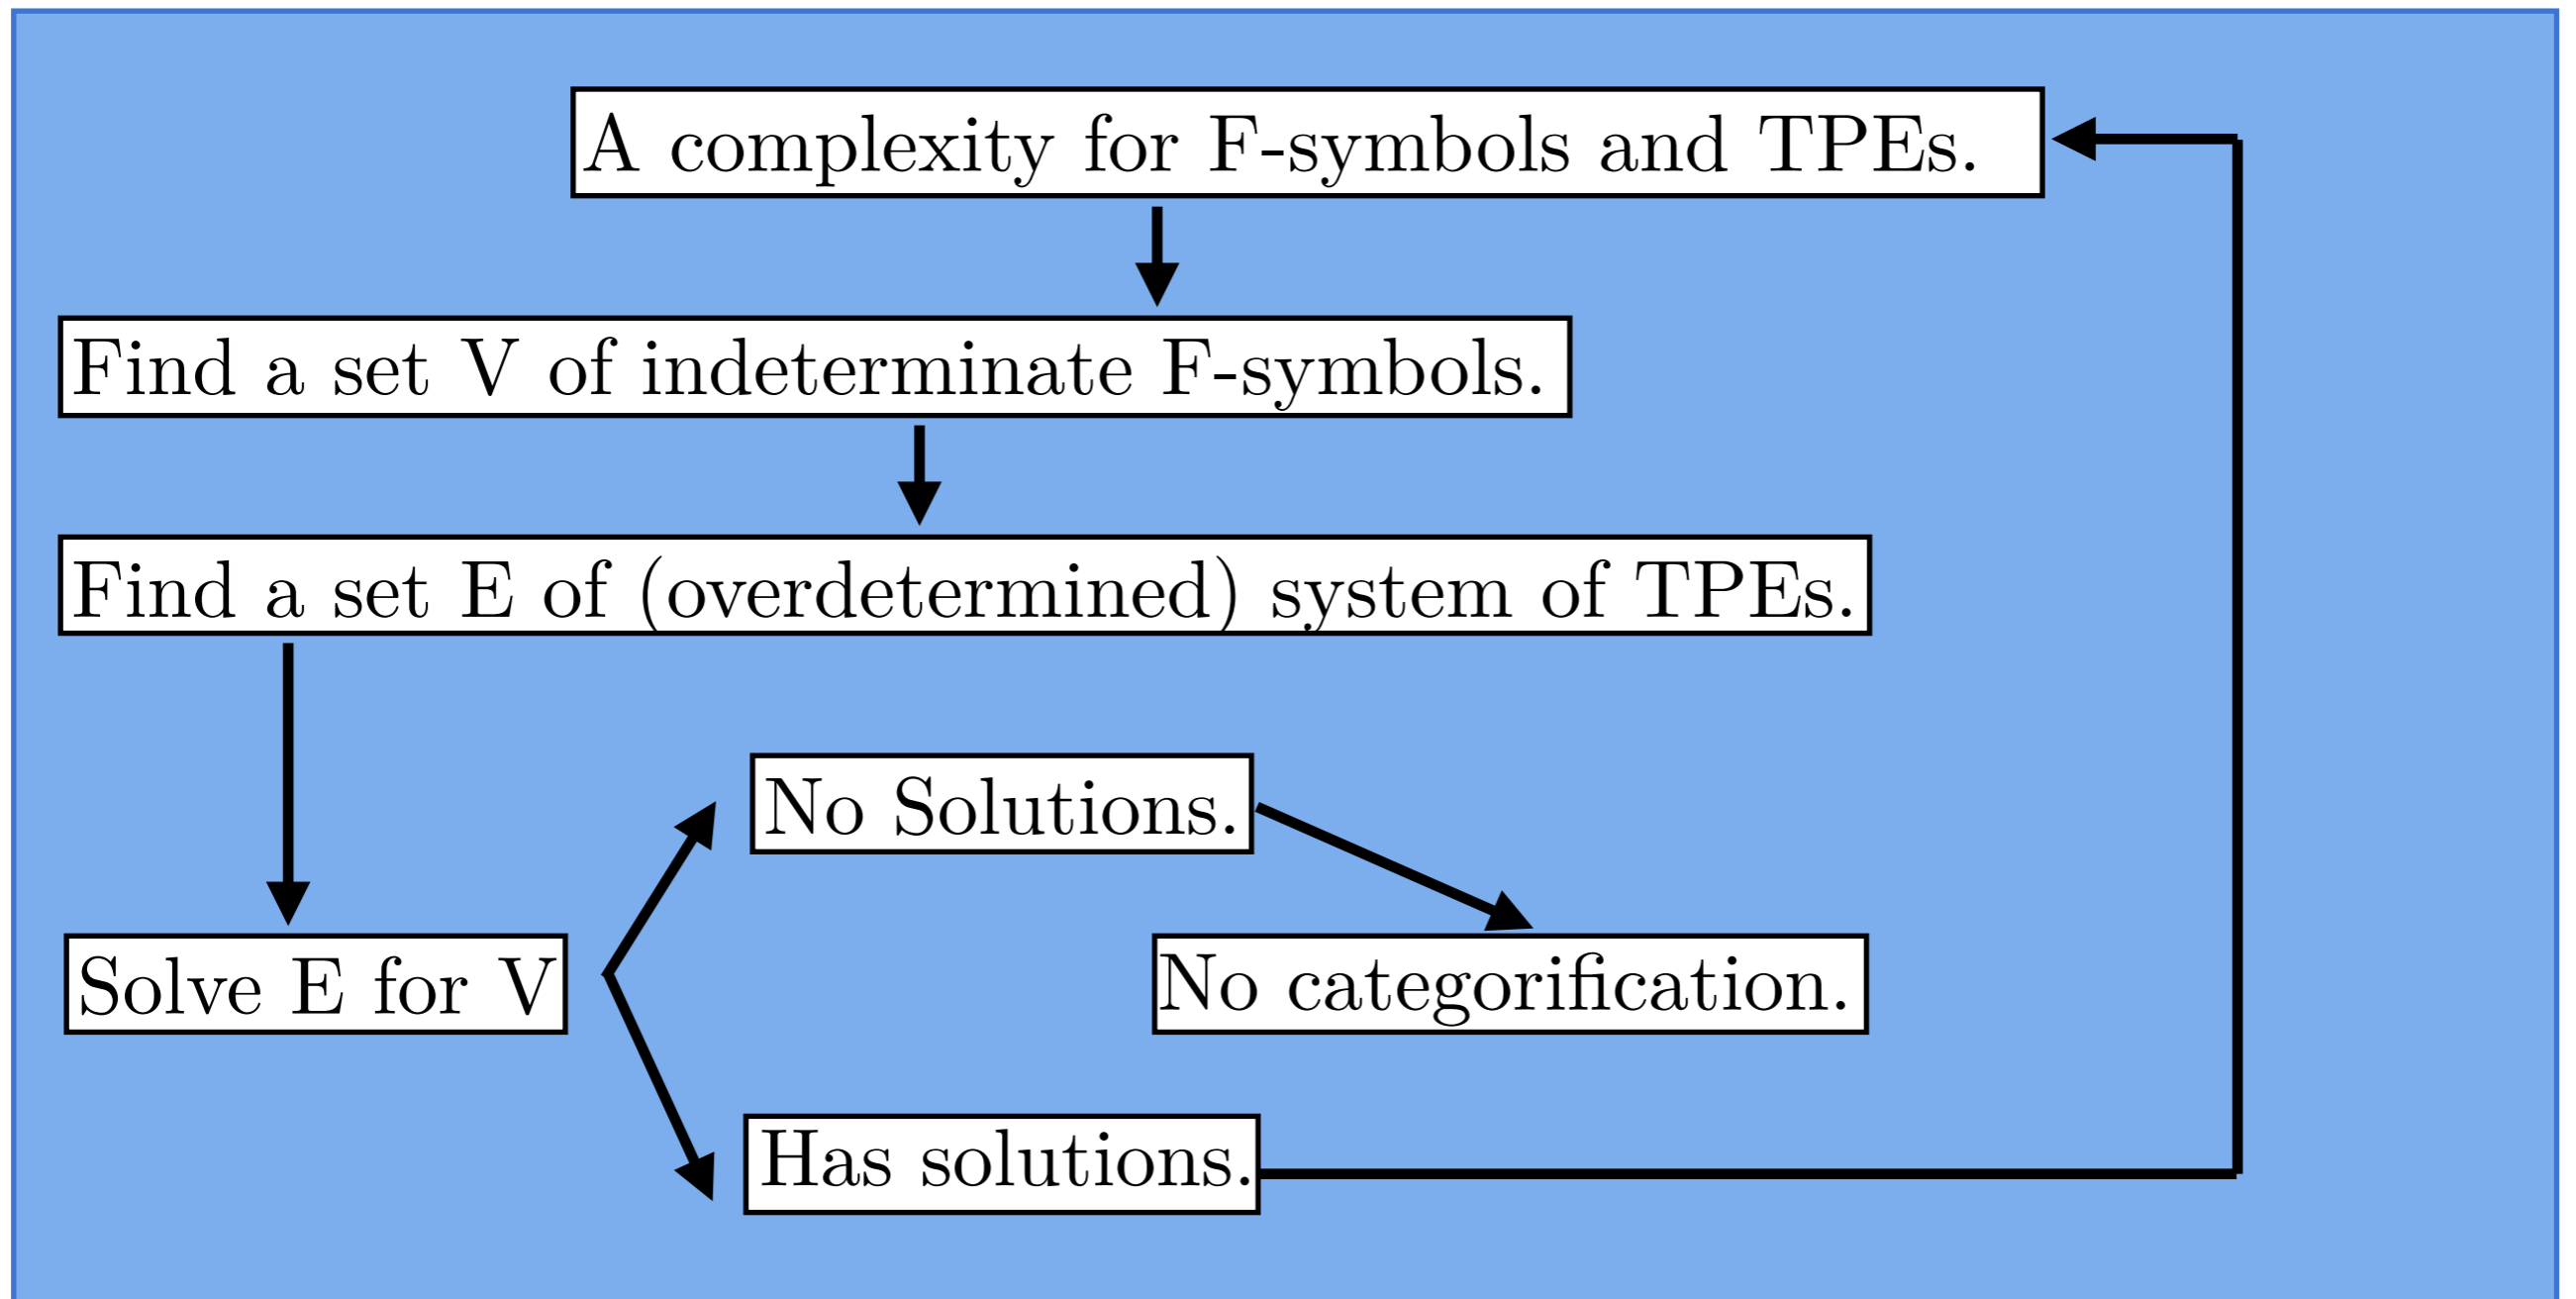 A complexity for F-symbols and TPEs.
Find a set V of indeterminate F-symbols.
Find a set E of (overdetermined) system of TPEs.
No Solutions.
Solve E for V
No categorification.
Has solutions.